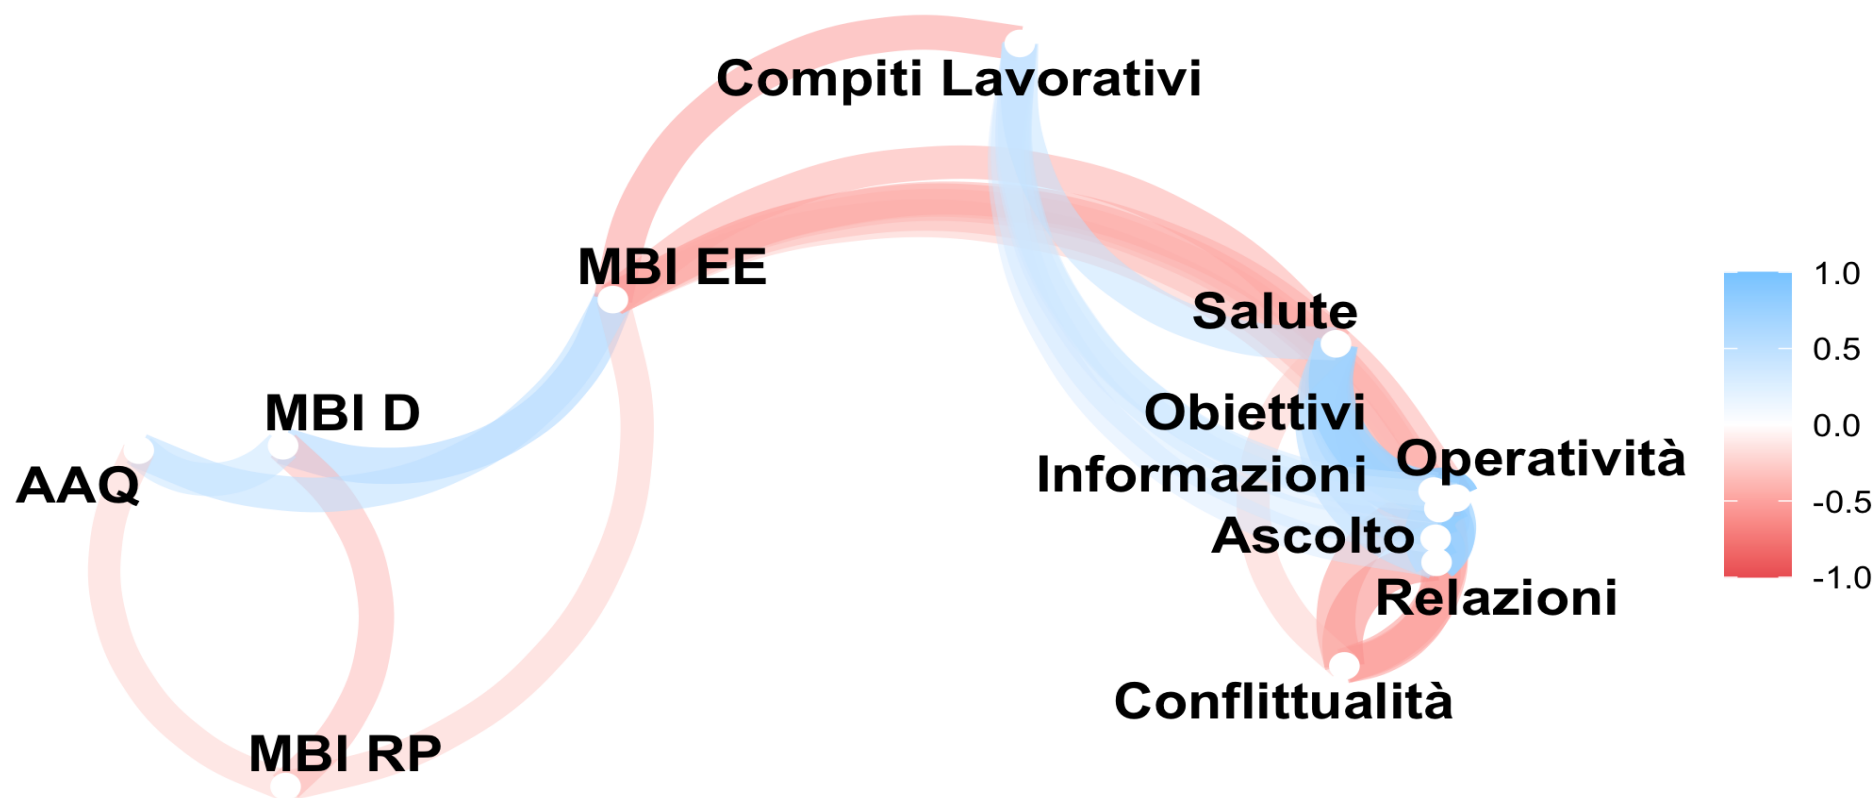 Compiti Lavorativi
MBI EE
Salute
1.0
0.5
0.0
-0.5
-1.0
MBI D
Obiettivi
AAQ
Informazioni
Operatività
Ascolto
Relazioni
Conflittualità
MBI RP